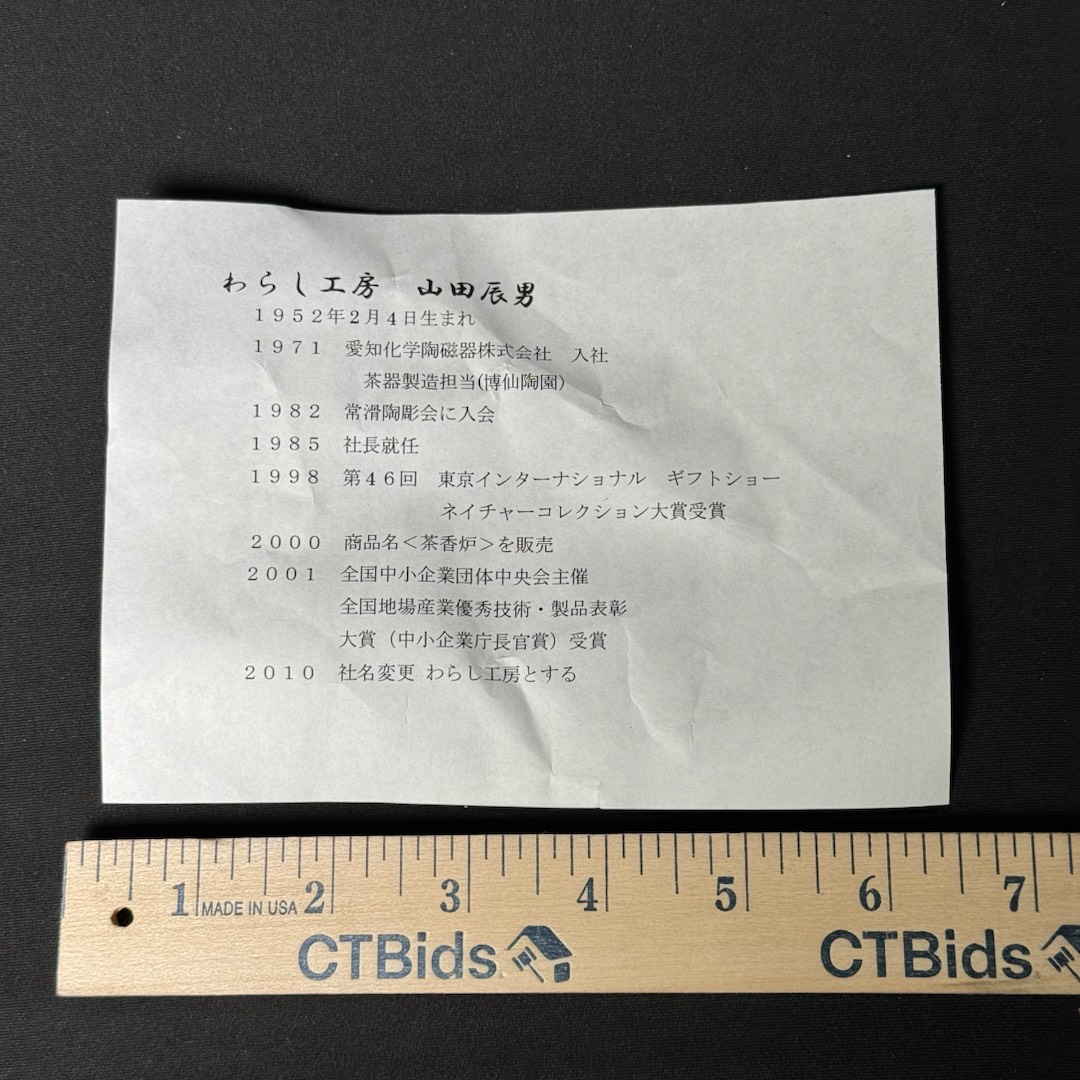 わらし工房　山田辰男
１９５２年２月４日生まれ
１９７１　愛知化学陶磁器株式会社　入社
茶器製造担当(博仙陶園）
１９８２　常滑陶彫会に入会
１９８５　社長就任
１９９８　第４６回　東京インターナショナル　ギフトショー
ネイチャーコレクション大賞受賞
２０００　商品名＜茶香炉＞を販売
２００１　全国中小企業団体中央会主催
全国地場産業優秀技術・製品表彰
大賞（中小企業庁長官賞）受賞
２０１０　社名変更 わらし工房とする
1 MADE IN USA 2 3 4 5 6 7
CTBids CTBids